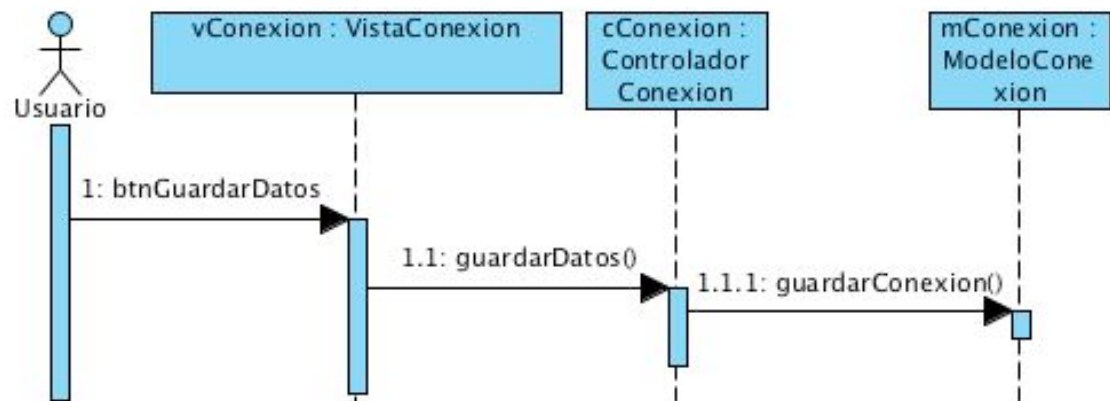 vConexion : VistaConexion
cConexion :
Controlador
Conexion
mConexion :
ModeloCone
xion
Usuario
1: btnGuardarDatos
1.1: guardarDatos()
1.1.1: guardarConexion()